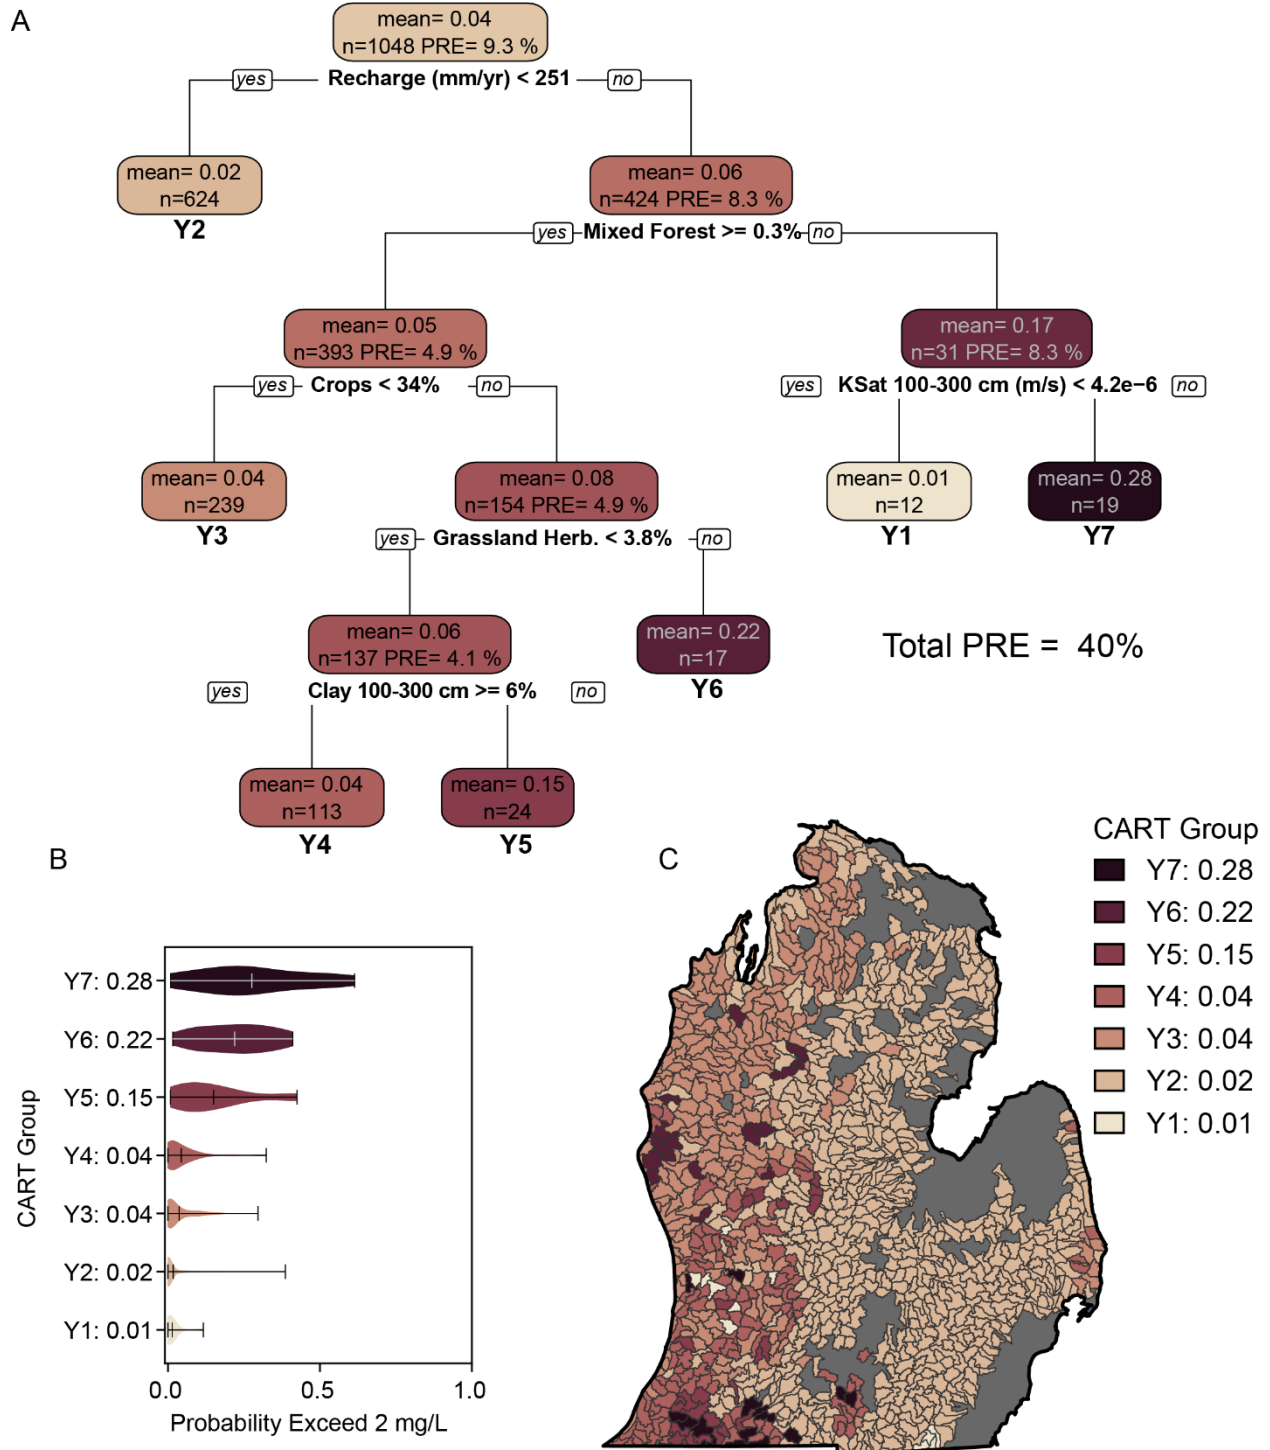 A
mean= 0.04
n=1048 PRE= 9.3 %
yes Recharge (mm/yr) < 251 no
mean= 0.02
n=624
Y2
mean= 0.06
n=424 PRE= 8.3 %
yes Mixed Forest >= 0.3% no
mean= 0.05
n=393 PRE= 4.9 %
yes Crops < 34% no
mean= 0.17
n=31 PRE= 8.3 %
yes KSat 100-300 cm (m/s) < 4.2e−6 no
mean= 0.04
n=239
Y3
mean= 0.08
n=154 PRE= 4.9 %
yes Grassland Herb. < 3.8% no
mean= 0.01
n=12
Y1
mean= 0.28
n=19
Y7
mean= 0.06
n=137 PRE= 4.1 %
yes Clay 100-300 cm >= 6% no
mean= 0.22
n=17
Y6
Total PRE = 40%
mean= 0.04
n=113
Y4
mean= 0.15
n=24
Y5
B
CART Group
Y7: 0.28
Y6: 0.22
Y5: 0.15
Y4: 0.04
Y3: 0.04
Y2: 0.02
Y1: 0.01
0.0 0.5 1.0
Probability Exceed 2 mg/L
C
CART Group
Y7: 0.28
Y6: 0.22
Y5: 0.15
Y4: 0.04
Y3: 0.04
Y2: 0.02
Y1: 0.01